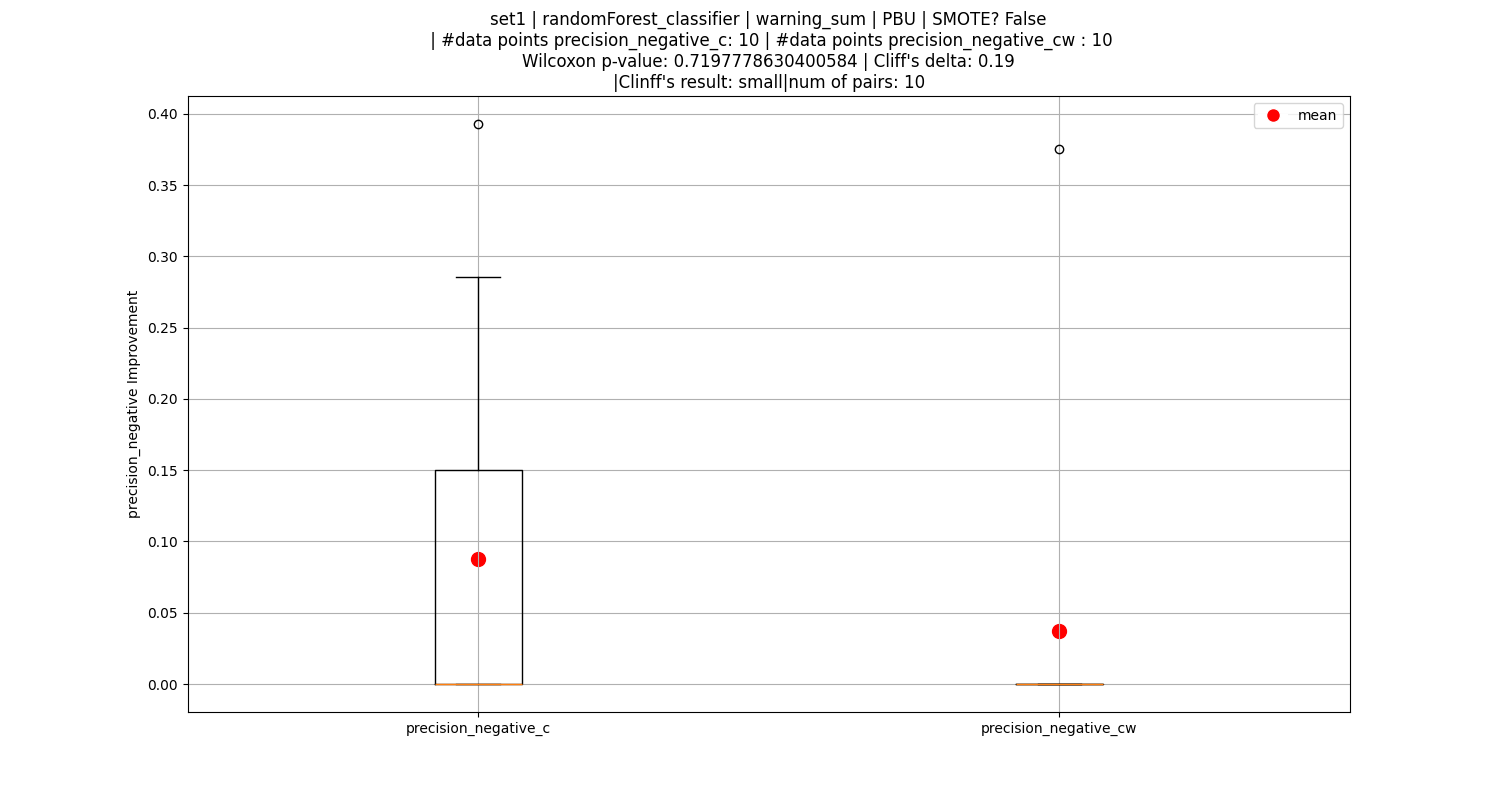 set1 | randomForest_classifier | warning_sum | PBU | SMOTE? False
| #data points precision_negative_c: 10 | #data points precision_negative_cw : 10
Wilcoxon p-value: 0.7197778630400584 | Cliff's delta: 0.19
|Clinff's result: small|num of pairs: 10
mean
0.40
0.35
0.30
0.25
0.20
0.15
0.10
0.05
0.00
precision_negative Improvement
precision_negative_c
precision_negative_cw